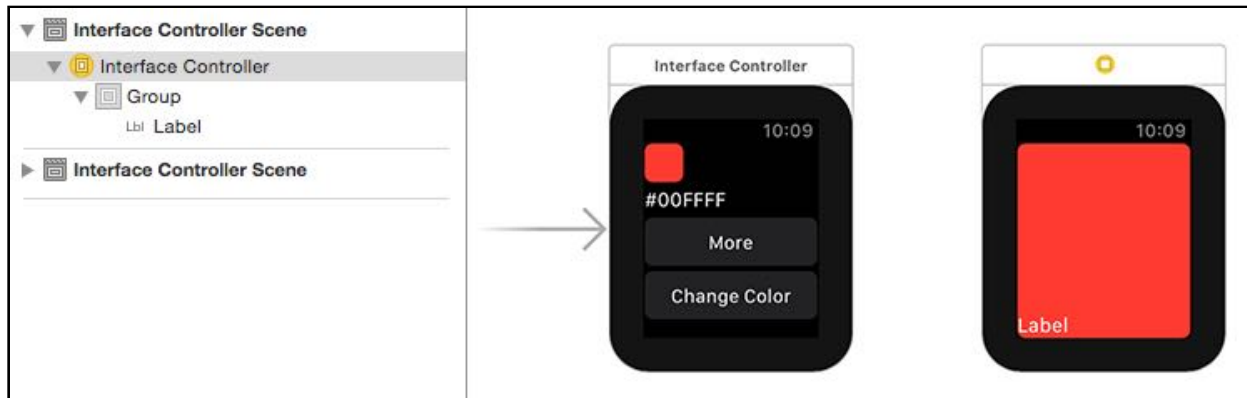 Interface Controller Scene
Interface Controller
Group
Lbl Label
Interface Controller Scene
Interface Controller
10:09
#00FFFF
More
Change Color
10:09
Label